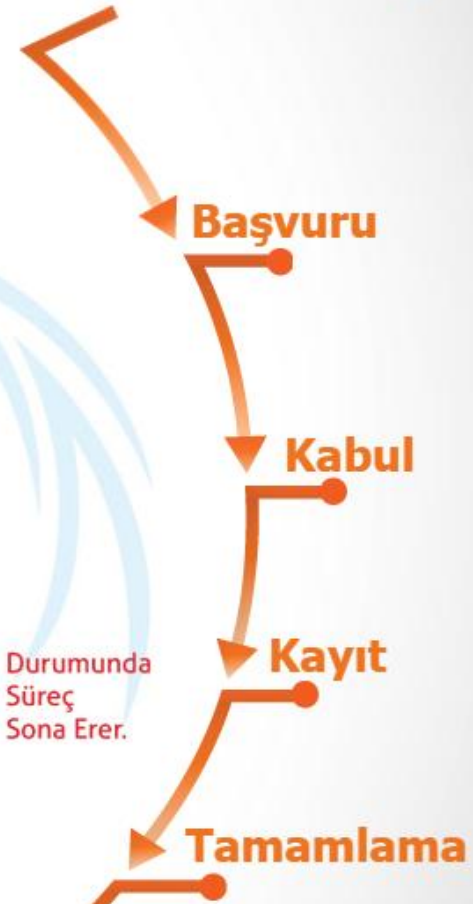 Başvuru
Kabul
Kayıt
Durumunda
Süreç
Sona Erer.
Tamamlama